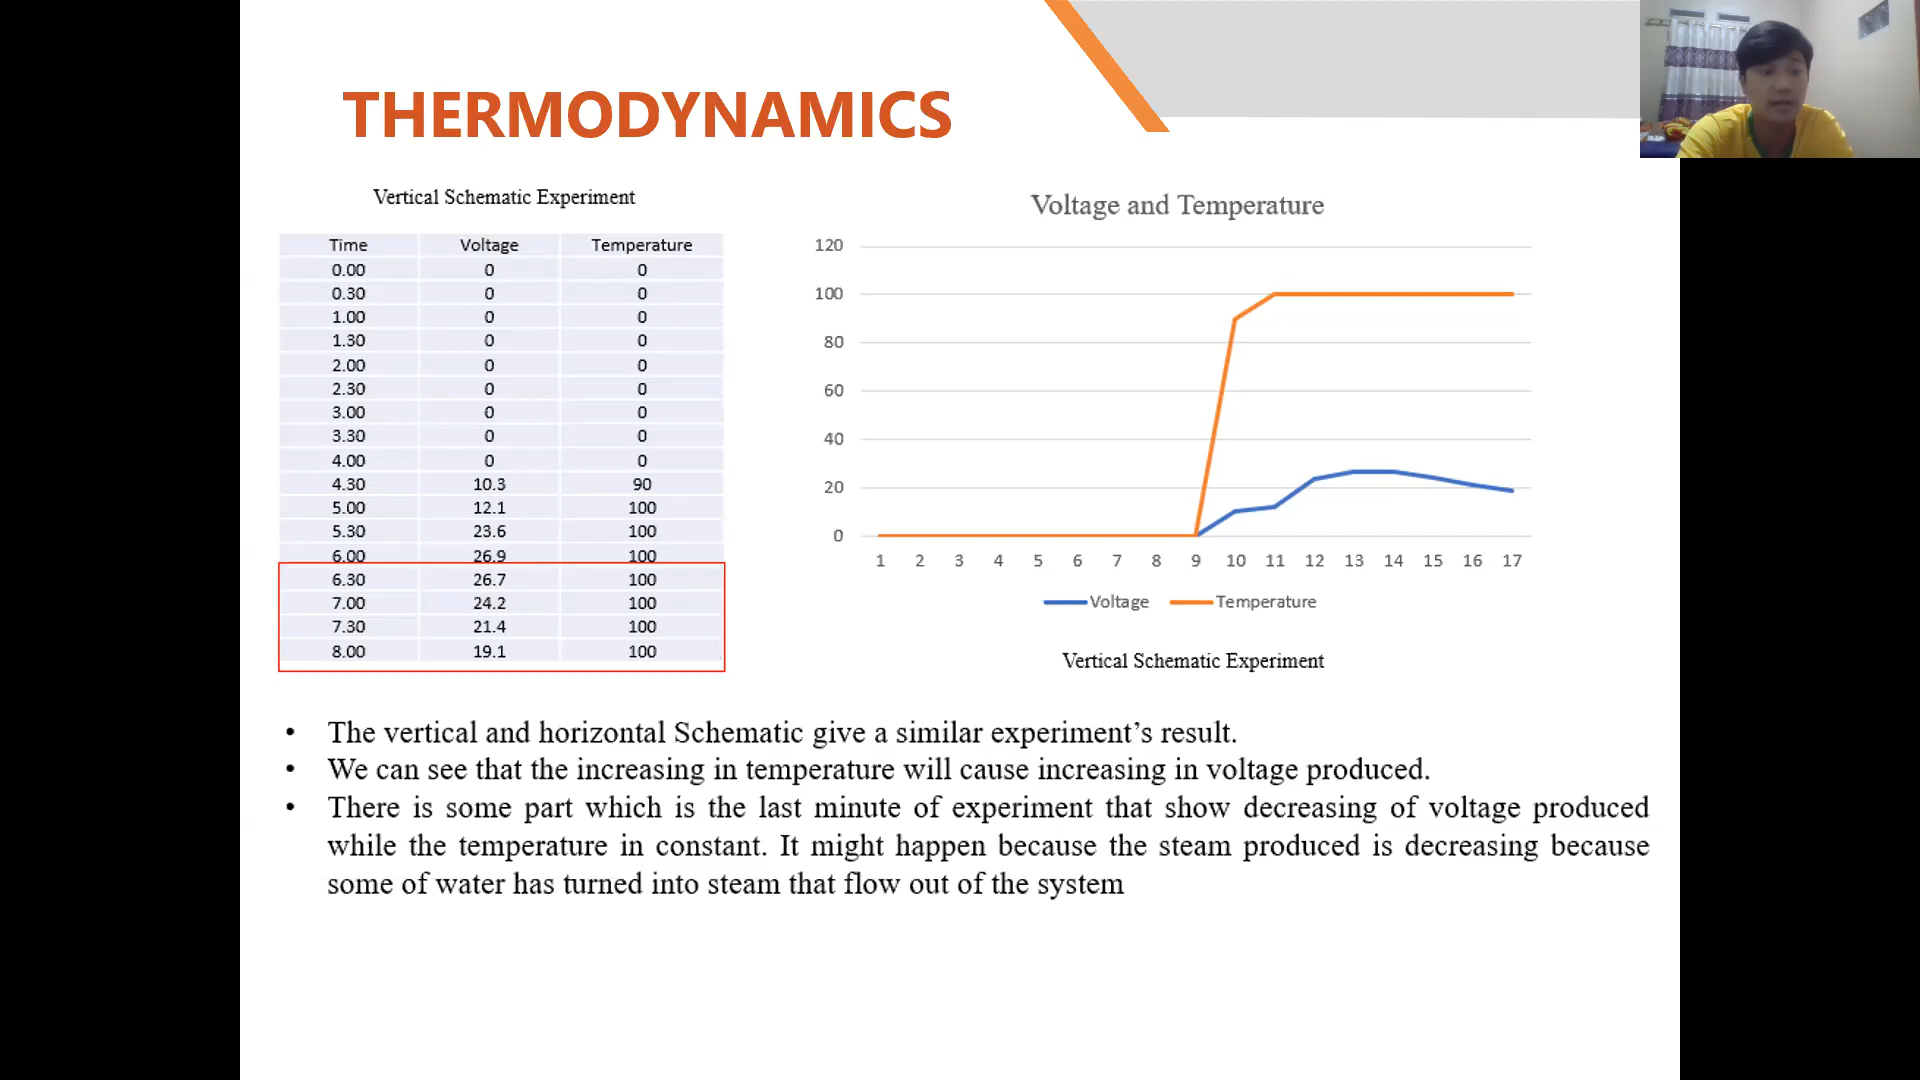 THERMODYNAMICS
Vertical Schematic Experiment
Time Voltage Temperature
0.00 0 0
0.30 0 0
1.00 0 0
1.30 0 0
2.00 0 0
2.30 0 0
3.00 0 0
3.30 0 0
4.00 0 0
4.30 10.3 90
5.00 12.1 100
5.30 23.6 100
6.00 26.9 100
6.30 26.7 100
7.00 24.2 100
7.30 21.4 100
8.00 19.1 100
Voltage and Temperature
120
100
80
60
40
20
0
1 2 3 4 5 6 7 8 9 10 11 12 13 14 15 16 17
Voltage Temperature
Vertical Schematic Experiment
• The vertical and horizontal Schematic give a similar experiment’s result.
• We can see that the increasing in temperature will cause increasing in voltage produced.
• There is some part which is the last minute of experiment that show decreasing of voltage produced
while the temperature in constant. It might happen because the steam produced is decreasing because
some of water has turned into steam that flow out of the system